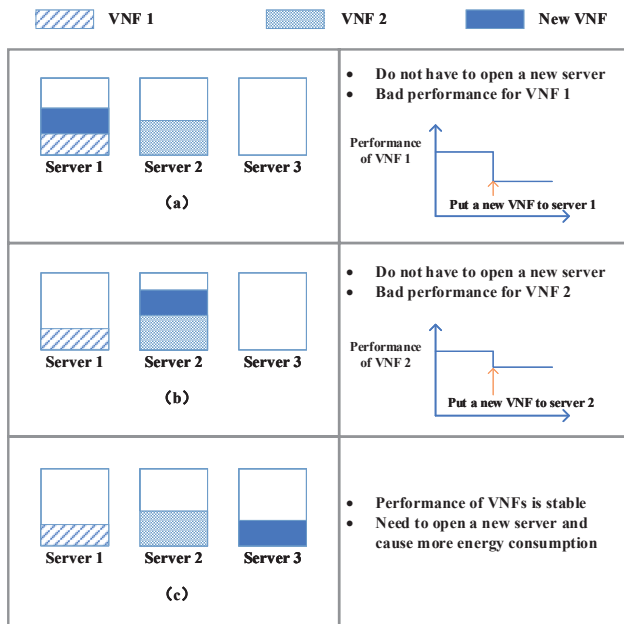 VNF 1
VNF 2
New VNF
Server 1
Server 2
Server 3
(a)
• Do not have to open a new server
• Bad performance for VNF 1
Performance
of VNF 1
Put a new VNF to server 1
Server 1
Server 2
Server 3
(b)
• Do not have to open a new server
• Bad performance for VNF 2
Performance
of VNF 2
Put a new VNF to server 2
Server 1
Server 2
Server 3
(c)
• Performance of VNFs is stable
• Need to open a new server and
cause more energy consumption